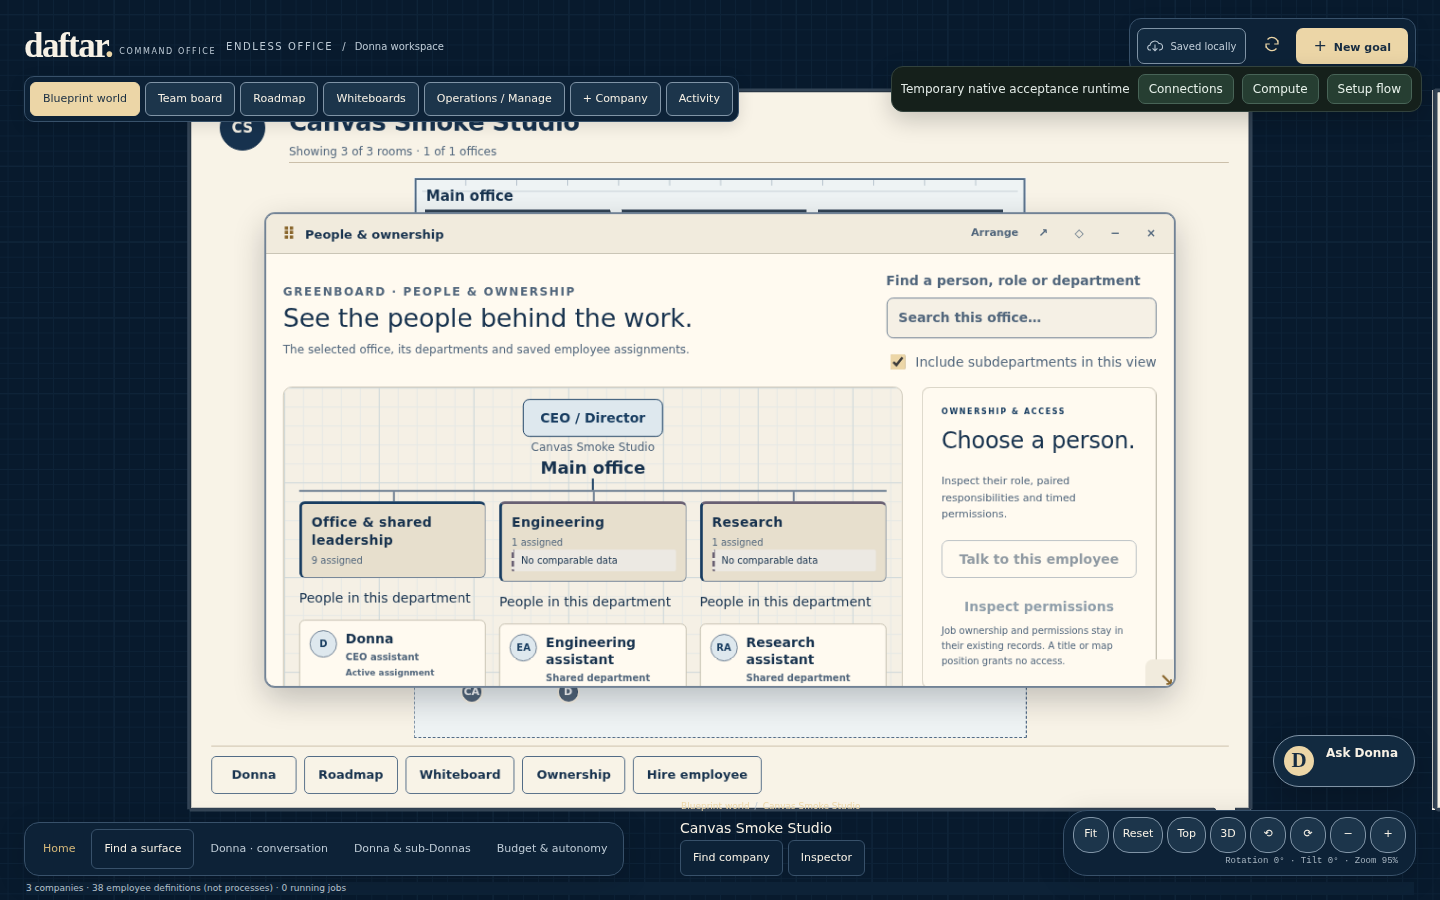 daftar. COMMAND OFFICE ENDLESS OFFICE / Donna workspace
Saved locally
+ New goal
Blueprint world
Team board
Roadmap
Whiteboards
Operations / Manage
+ Company
Activity
Temporary native acceptance runtime
Connections
Compute
Setup flow
CS
Canvas Smoke Studio
Showing 3 of 3 rooms · 1 of 1 offices
Main office
People & ownership
Arrange ↗ ◇ − ×
GREENBOARD · PEOPLE & OWNERSHIP
See the people behind the work.
The selected office, its departments and saved employee assignments.
Find a person, role or department
Search this office...
Include subdepartments in this view
CEO / Director
Canvas Smoke Studio
Main office
Office & shared
leadership
9 assigned
People in this department
D
Donna
CEO assistant
Active assignment
Engineering
1 assigned
No comparable data
People in this department
EA
Engineering
assistant
Shared department
Research
1 assigned
No comparable data
People in this department
RA
Research
assistant
Shared department
OWNERSHIP & ACCESS
Choose a person.
Inspect their role, paired
responsibilities and timed
permissions.
Talk to this employee
Inspect permissions
Job ownership and permissions stay in
their existing records. A title or map
position grants no access.
CA
D
Donna
Roadmap
Whiteboard
Ownership
Hire employee
D
Ask Donna
Blueprint world / Canvas Smoke Studio
Canvas Smoke Studio
Find company
Inspector
Home
Find a surface
Donna · conversation
Donna & sub-Donnas
Budget & autonomy
Fit
Reset
Top
3D
⟲
⟳
−
+
Rotation 0° · Tilt 0° · Zoom 95%
3 companies · 38 employee definitions (not processes) · 0 running jobs